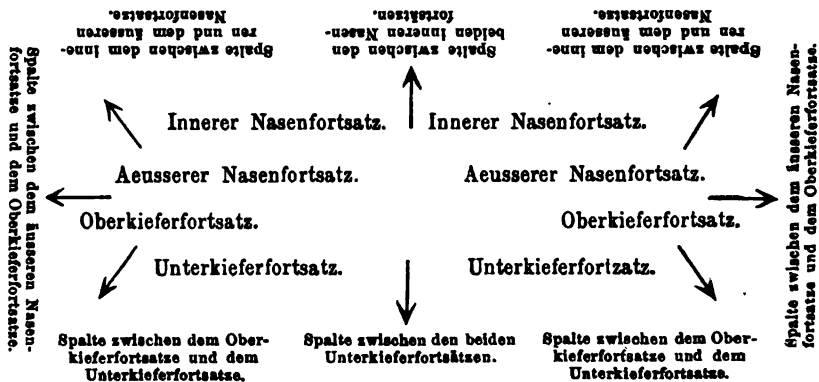 Spalte zwischen dem inne-
ren und dem äusseren
Nasenfortsatze.
Spalte zwischen den
beiden inneren Nasen-
fortsätzen.
Spalte zwischen dem inne-
ren und dem äusseren
Nasenfortsatze.
Spalte zwischen dem äusseren Nasen-
fortsatze und dem Oberkieferfortsatze.
Innerer Nasenfortsatz.
Innerer Nasenfortsatz.
Aeusserer Nasenfortsatz.
Aeusserer Nasenfortsatz.
Oberkieferfortsatz.
Oberkieferfortsatz.
Unterkieferfortsatz.
Unterkieferfortzatz.
Spalte zwischen dem äusseren Nasen-
fortsatze und dem Oberkieferfortsatze.
Spalte zwischen dem Ober-
kieferfortsatze und dem
Unterkieferfortsatze.
Spalte zwischen den beiden
Unterkieferfortsätzen.
Spalte zwischen dem Ober-
kieferfortsatze und dem
Unterkieferfortsatze.